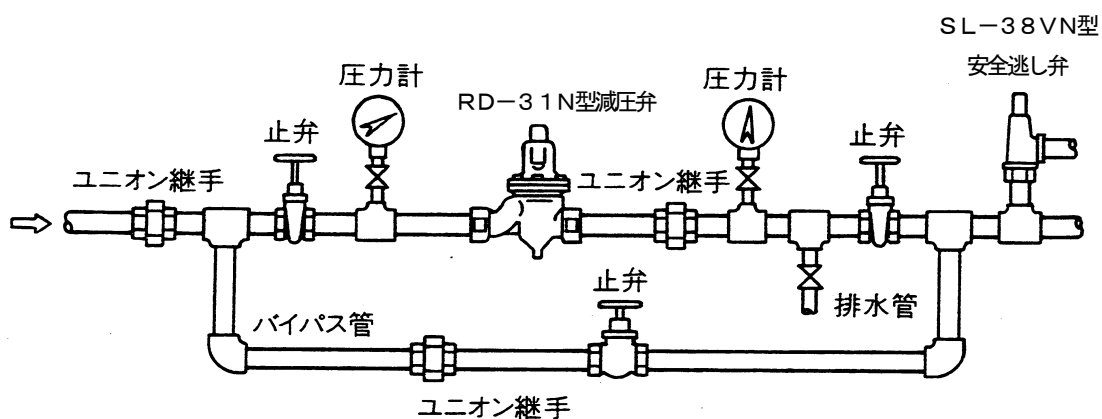 SL-38VN型
安全逃し弁
圧力計
圧力計
RD-31N型減圧弁
止弁
止弁
ユニオン継手
ユニオン継手
止弁
排水管
バイパス管
ユニオン継手